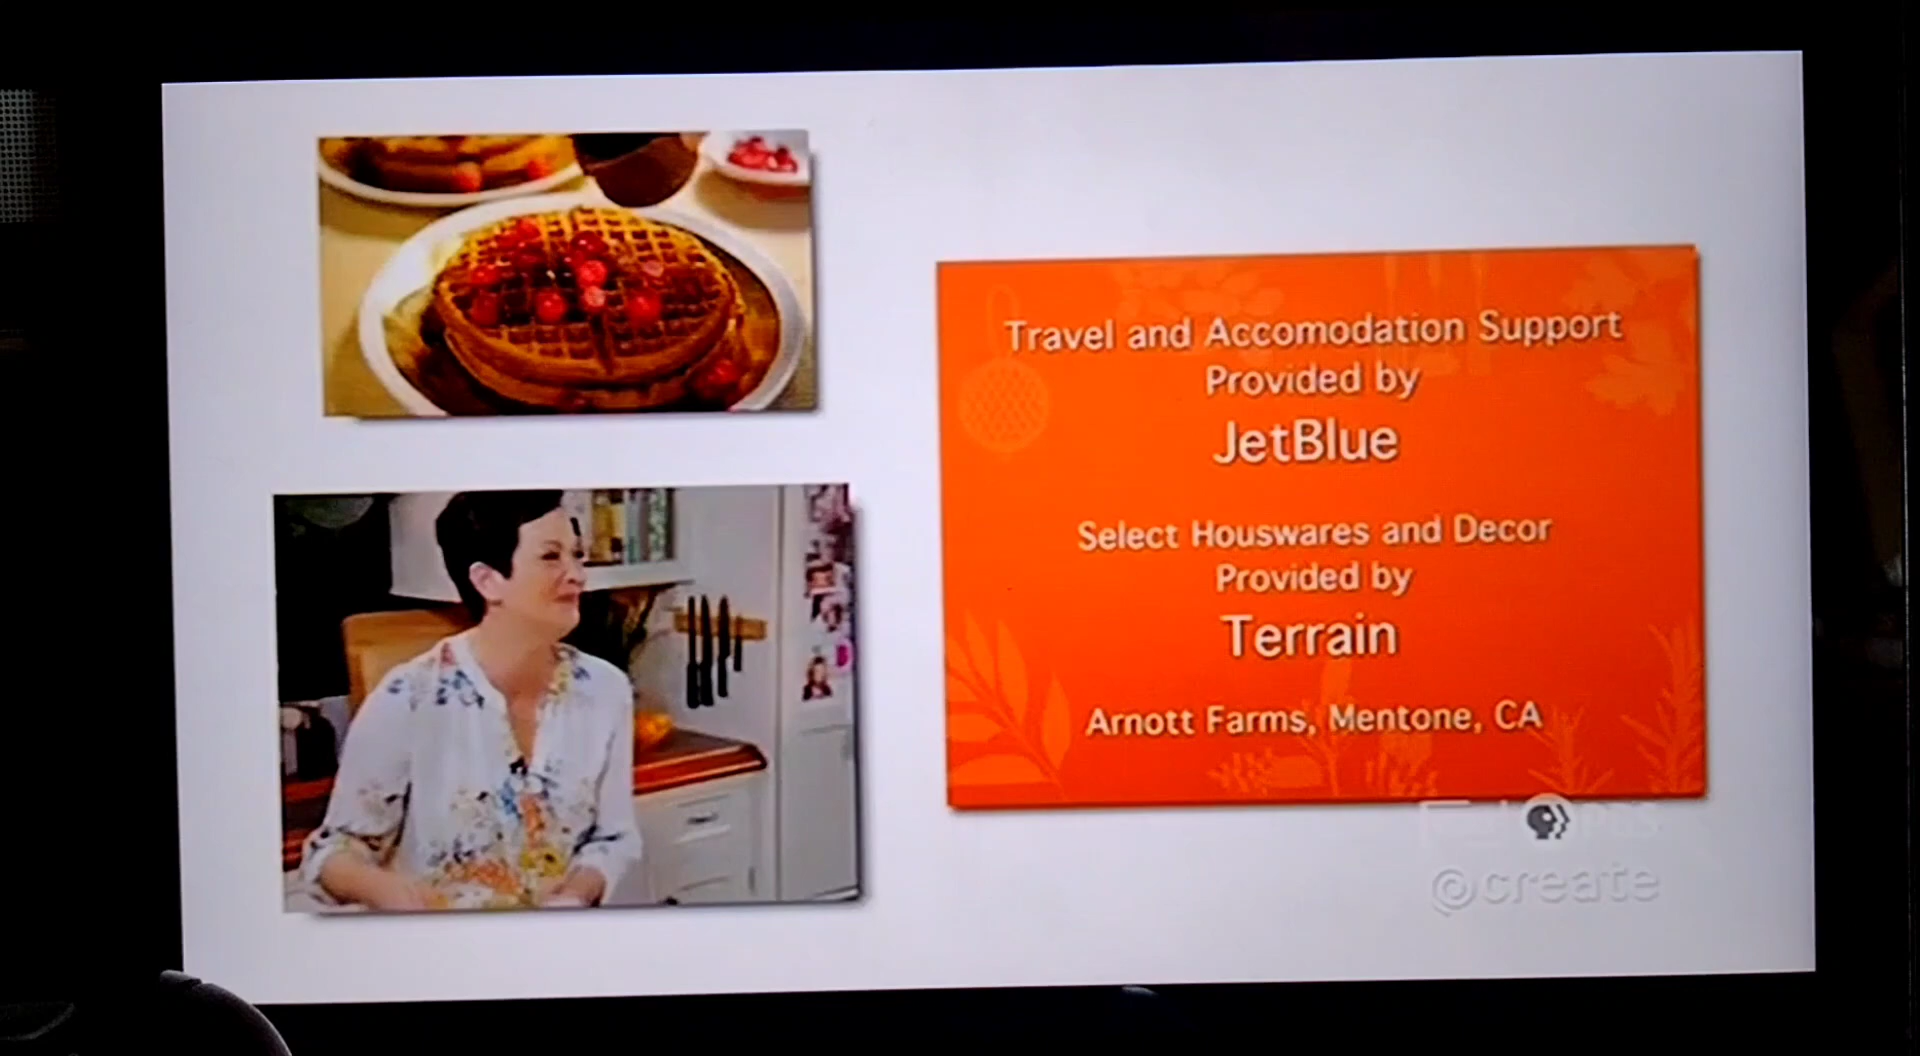 Travel and Accomodation Support
Provided by
JetBlue
Select Houswares and Decor
Provided by
Terrain
Arnott Farms, Mentone, CA
PBS
create